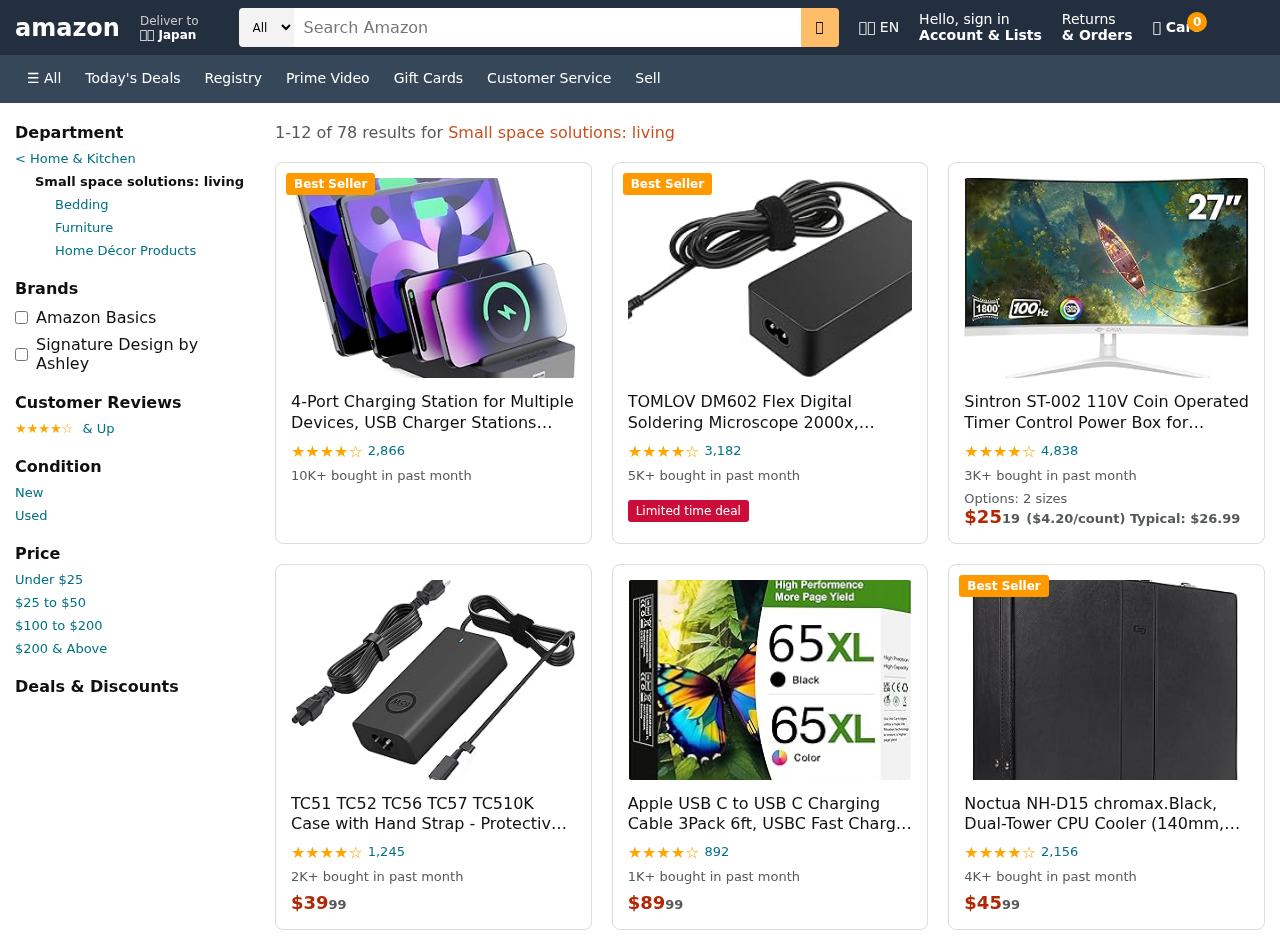 amazon
Deliver to
Japan
All
Search Amazon
EN
Hello, sign in
Account & Lists
Returns
& Orders
0
☰ All
Today's Deals
Registry
Prime Video
Gift Cards
Customer Service
Sell
Department
< Home & Kitchen
Small space solutions: living
Bedding
Furniture
Home Décor Products
Brands
Amazon Basics
Signature Design by
Ashley
Customer Reviews
★★★★☆ & Up
Condition
New
Used
Price
Under $25
$25 to $50
$100 to $200
$200 & Above
Deals & Discounts
1-12 of 78 results for Small space solutions: living
Best Seller
4-Port Charging Station for Multiple
Devices, USB Charger Stations…
★★★★☆ 2,866
10K+ bought in past month
Best Seller
TOMLOV DM602 Flex Digital
Soldering Microscope 2000x,…
★★★★☆ 3,182
5K+ bought in past month
Limited time deal
27”
1800
100Hz
Sintron ST-002 110V Coin Operated
Timer Control Power Box for…
★★★★☆ 4,838
3K+ bought in past month
Options: 2 sizes
$25 19 ($4.20/count) Typical: $26.99
TC51 TC52 TC56 TC57 TC510K
Case with Hand Strap - Protectiv…
★★★★☆ 1,245
2K+ bought in past month
$39 99
High Performence
More Page Yield
65XL
Black
65XL
Color
Apple USB C to USB C Charging
Cable 3Pack 6ft, USBC Fast Charg…
★★★★☆ 892
1K+ bought in past month
$89 99
Best Seller
Noctua NH-D15 chromax.Black,
Dual-Tower CPU Cooler (140mm,…
★★★★☆ 2,156
4K+ bought in past month
$45 99